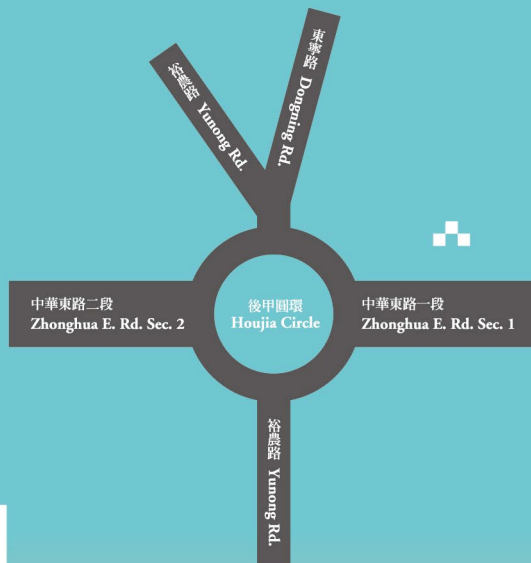 東寧路 Dongning Rd.
裕農路 Yunong Rd.
中華東路二段
Zhonghua E. Rd. Sec. 2
後甲圓環
Houjia Circle
中華東路一段
Zhonghua E. Rd. Sec. 1
裕農路 Yunong Rd.